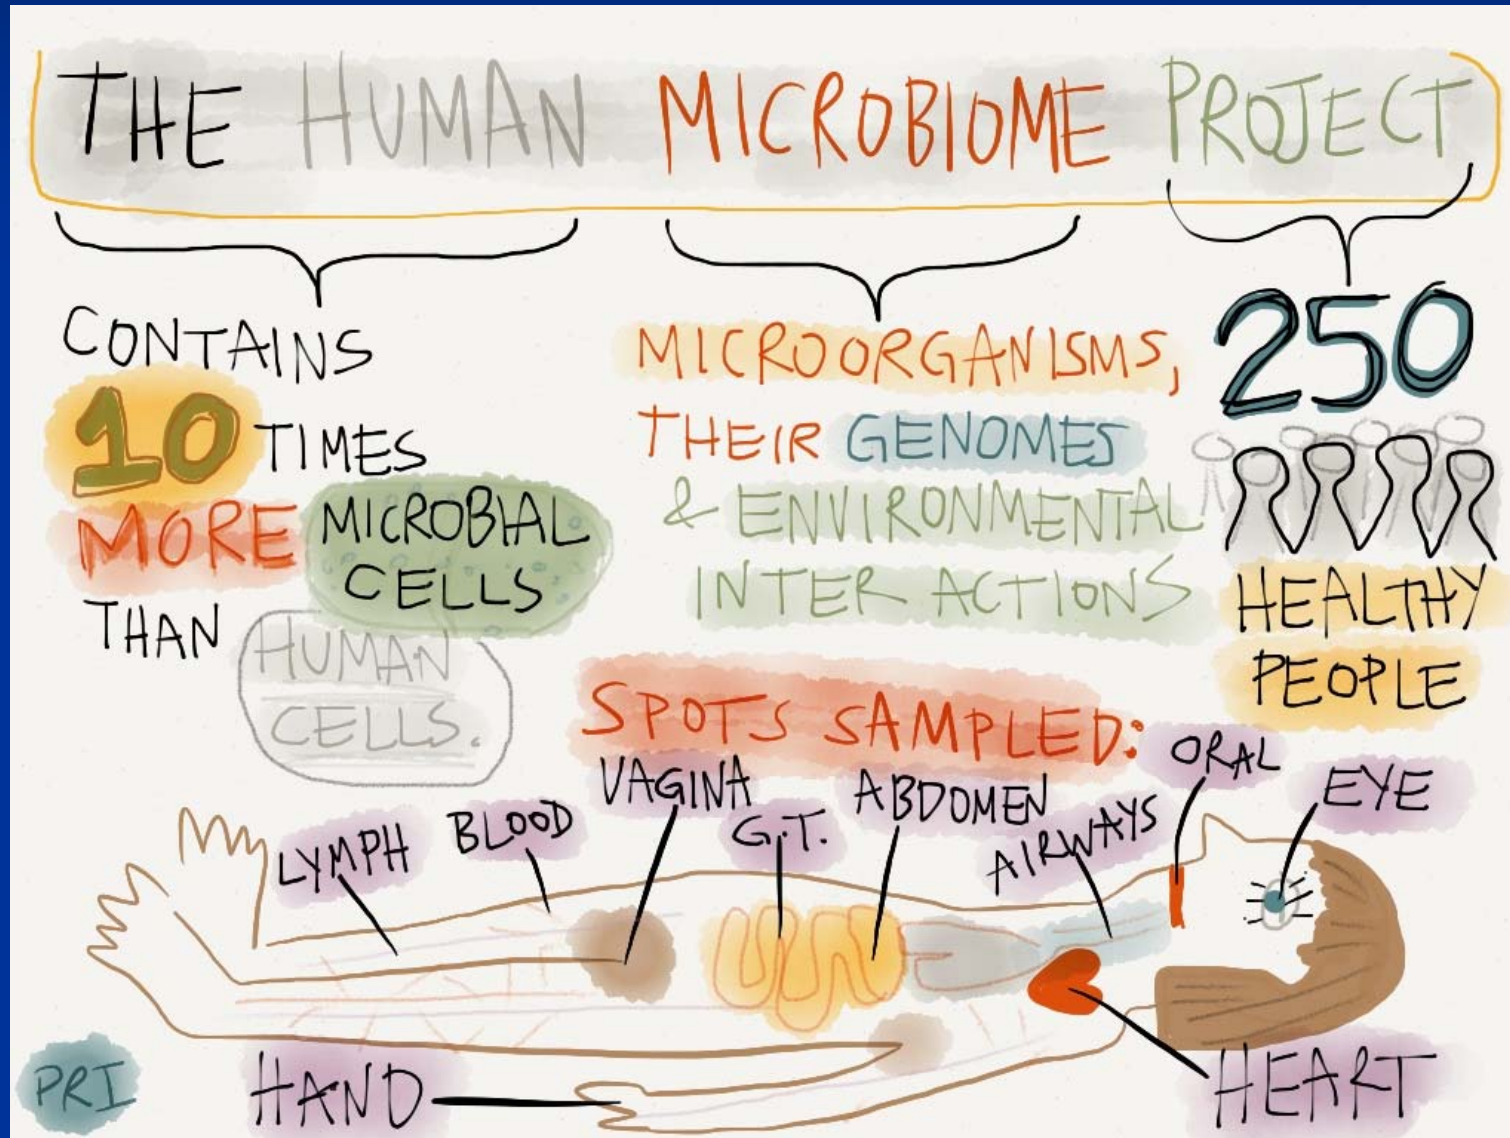 THE HUMAN MICROBIOME PROJECT
CONTAINS
10 TIMES
MORE MICROBIAL
CELLS
THAN HUMAN
CELLS.
MICROORGANISMS,
THEIR GENOMES
& ENVIRONMENTAL
INTERACTIONS
250
HEALTHY
PEOPLE
SPOTS SAMPLED:
LYMPH
BLOOD
VAGINA
G.T.
ABDOMEN
AIRWAYS
ORAL
EYE
PRI
HAND
HEART